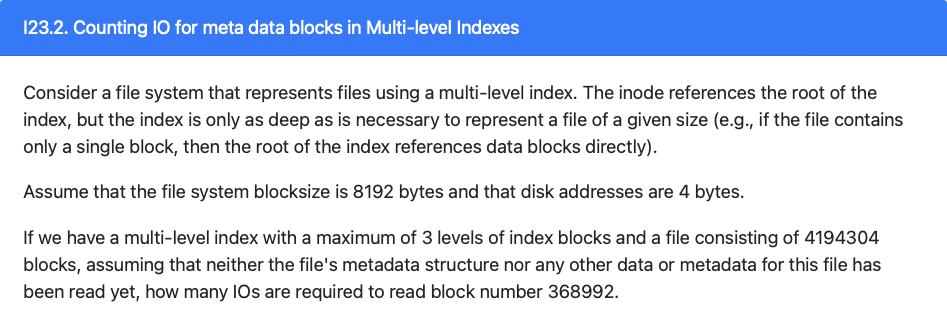 I23.2. Counting IO for meta data blocks in Multi-level Indexes
Consider a file system that represents files using a multi-level index. The inode references the root of the
index, but the index is only as deep as is necessary to represent a file of a given size (e.g., if the file contains
only a single block, then the root of the index references data blocks directly).
Assume that the file system blocksize is 8192 bytes and that disk addresses are 4 bytes.
If we have a multi-level index with a maximum of 3 levels of index blocks and a file consisting of 4194304
blocks, assuming that neither the file's metadata structure nor any other data or metadata for this file has
been read yet, how many IOs are required to read block number 368992.